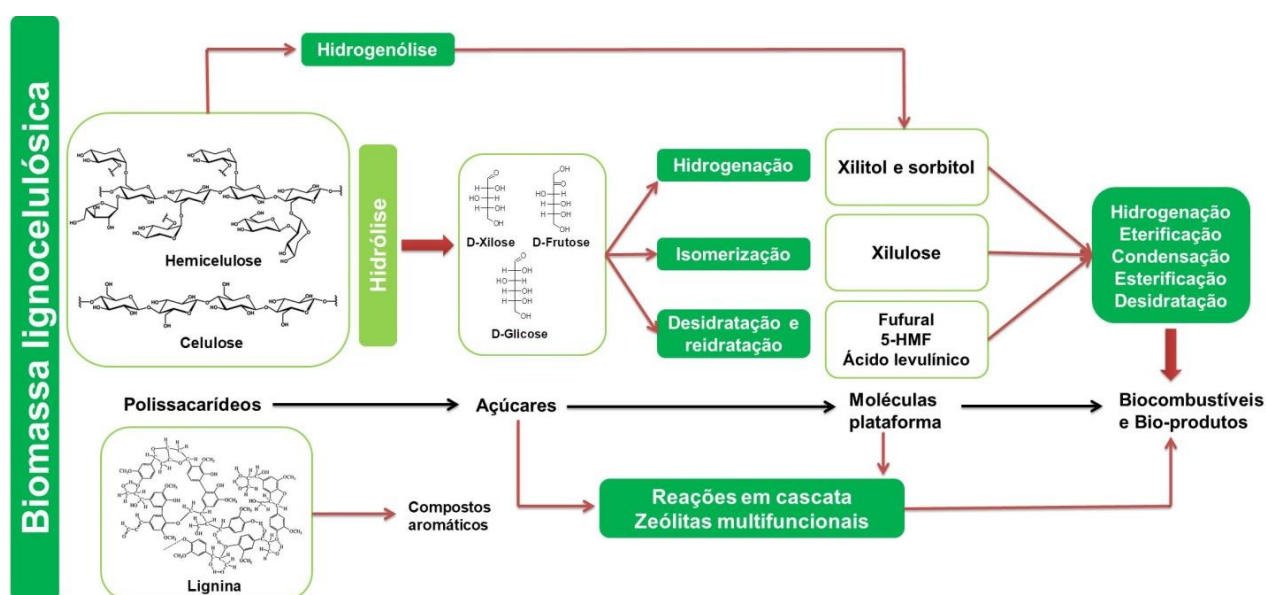 Biomassa lignocelulósica
Hidrogenólise
Hemicelulose
Celulose
Hidrólise
D-Xilose
D-Frutose
D-Glicose
Hidrogenação
Isomerização
Desidratação e
reidratação
Xilitol e sorbitol
Xilulose
Fufural
5-HMF
Ácido levulínico
Hidrogenação
Eterificação
Condensação
Esterificação
Desidratação
Polissacarídeos
Açúcares
Moléculas
plataforma
Biocombustíveis
e Bio-produtos
Lignina
Compostos
aromáticos
Reações em cascata
Zeólitas multifuncionais